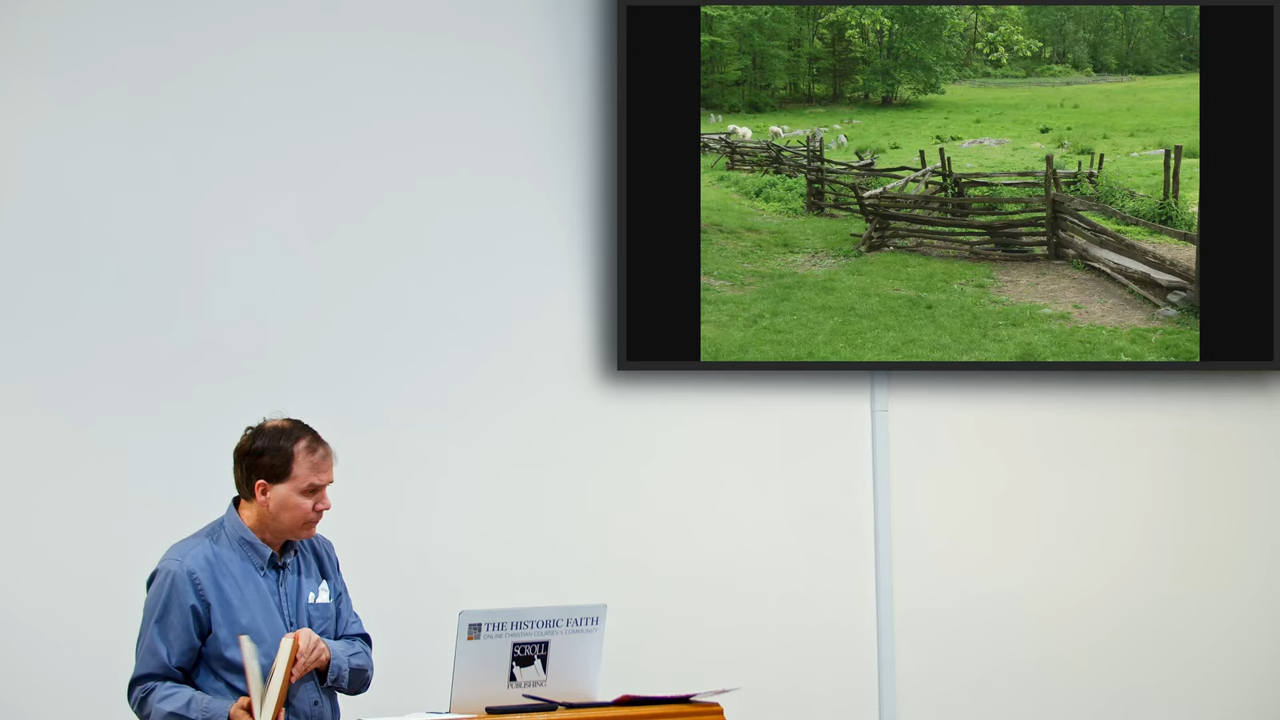 THE HISTORIC FAITH
ONLINE CHRISTIAN COURSES & COMMUNITY
SCROLL
PUBLISHING